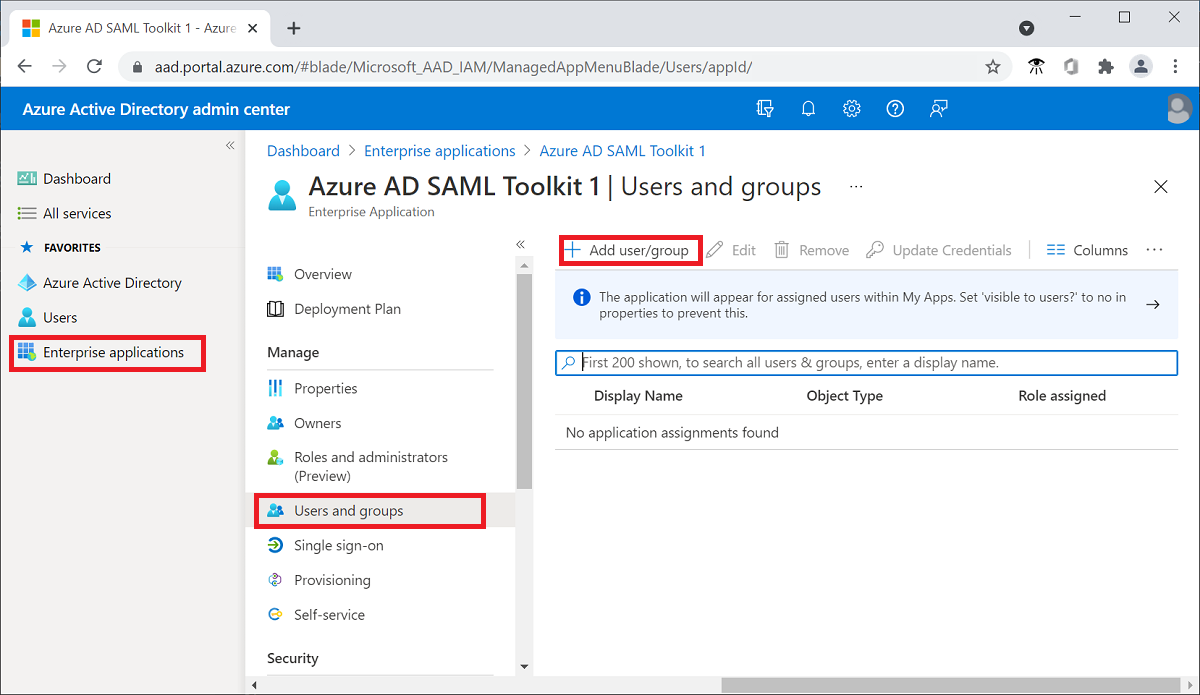 Azure AD SAML Toolkit 1 - Azure
aad.portal.azure.com/#blade/Microsoft_AAD_IAM/ManagedAppMenuBlade/Users/appId/
Azure Active Directory admin center
Dashboard
All services
FAVORITES
Azure Active Directory
Users
Enterprise applications
Dashboard > Enterprise applications > Azure AD SAML Toolkit 1
Azure AD SAML Toolkit 1 | Users and groups ...
Enterprise Application
Overview
Deployment Plan
Manage
Properties
Owners
Roles and administrators
(Preview)
Users and groups
Single sign-on
Provisioning
Self-service
Security
Add user/group Edit Remove Update Credentials Columns ...
The application will appear for assigned users within My Apps. Set 'visible to users?' to no in
properties to prevent this.
First 200 shown, to search all users & groups, enter a display name.
Display Name Object Type Role assigned
No application assignments found